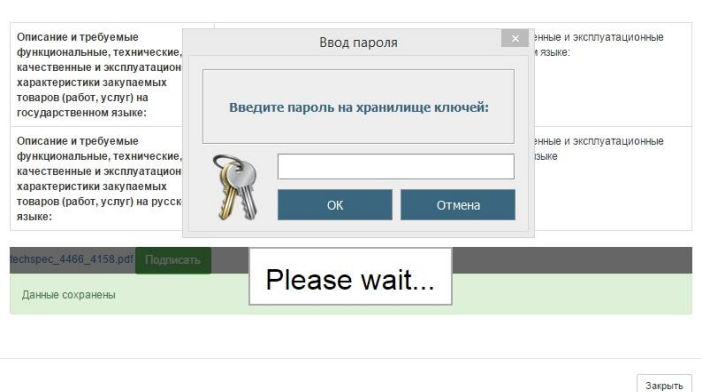 Описание и требуемые
функциональные, технические,
качественные и эксплуатацион
характеристики закупаемых
товаров (работ, услуг) на
государственном языке:
енные и эксплуатационные
языке:
Ввод пароля
Введите пароль на хранилище ключей:
ОК
Отмена
Описание и требуемые
функциональные, технические,
качественные и эксплуатацион
характеристики закупаемых
товаров (работ, услуг) на русск
языке:
енные и эксплуатационные
языке
techspec_4466_4158.pdf Подписать
Please wait...
Данные сохранены
Закрыть